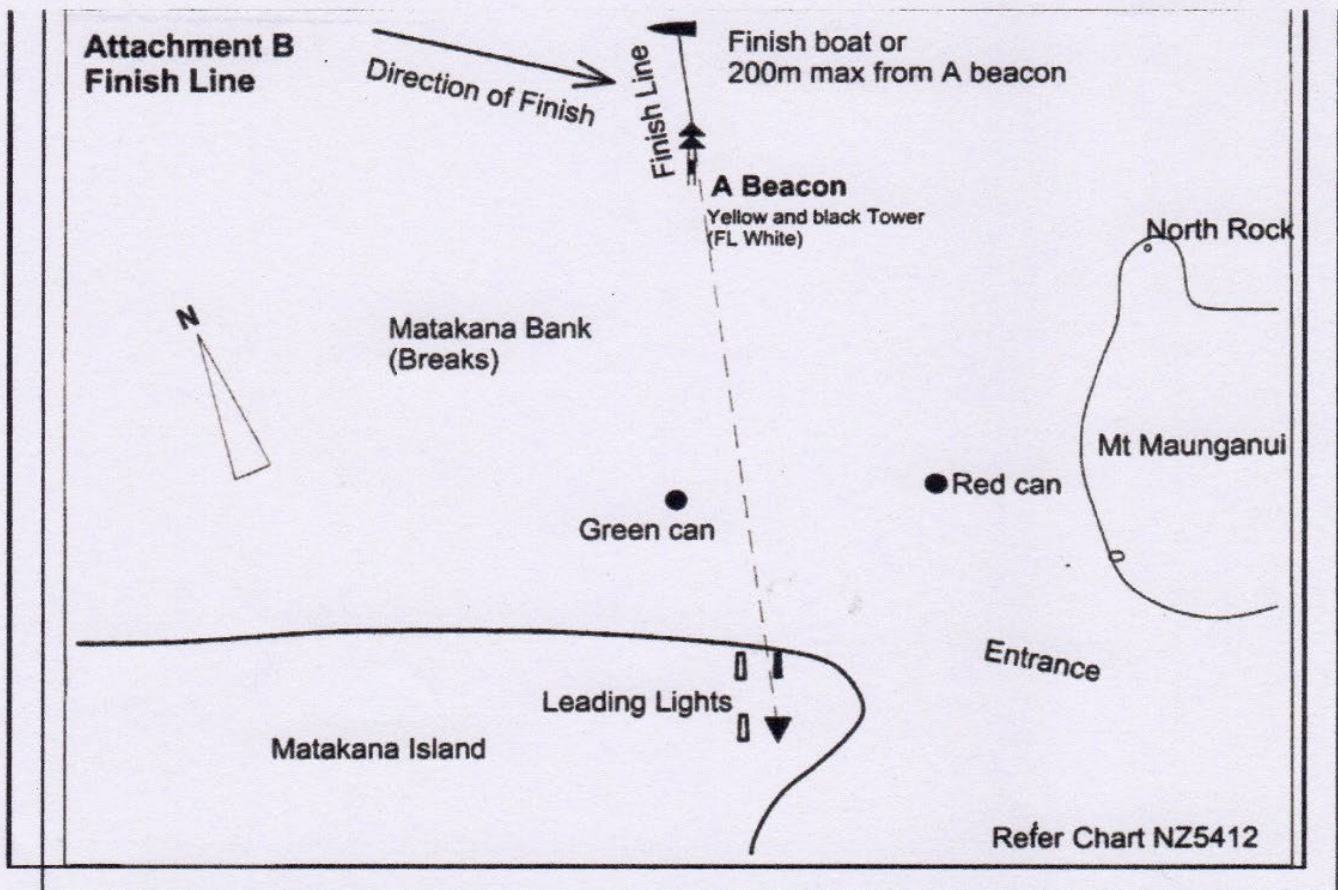 Attachment B
Finish Line
Direction of Finish
Finish Line
Finish boat or
200m max from A beacon
A Beacon
Yellow and black Tower
(FL White)
North Rock
N
Matakana Bank
(Breaks)
Mt Maunganui
Red can
Green can
Entrance
Leading Lights
Matakana Island
Refer Chart NZ5412